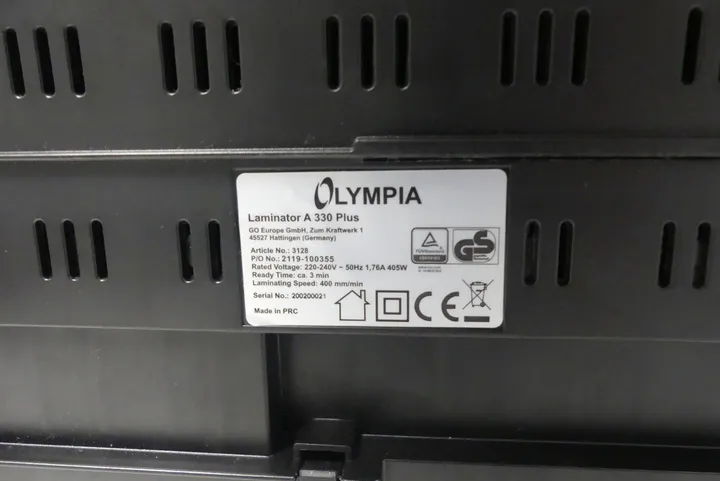 OLYMPIA
Laminator A 330 Plus
GO Europe GmbH, Zum Kraftwerk 1
45527 Hattingen (Germany)
Article No.: 3128
P/O No.: 2119-100355
Rated Voltage: 220-240V ~ 50Hz 1,76A 405W
Ready Time: ca. 3 min
Laminating Speed: 400 mm/min
Serial No.: 200200021
Made in PRC
GS
CE